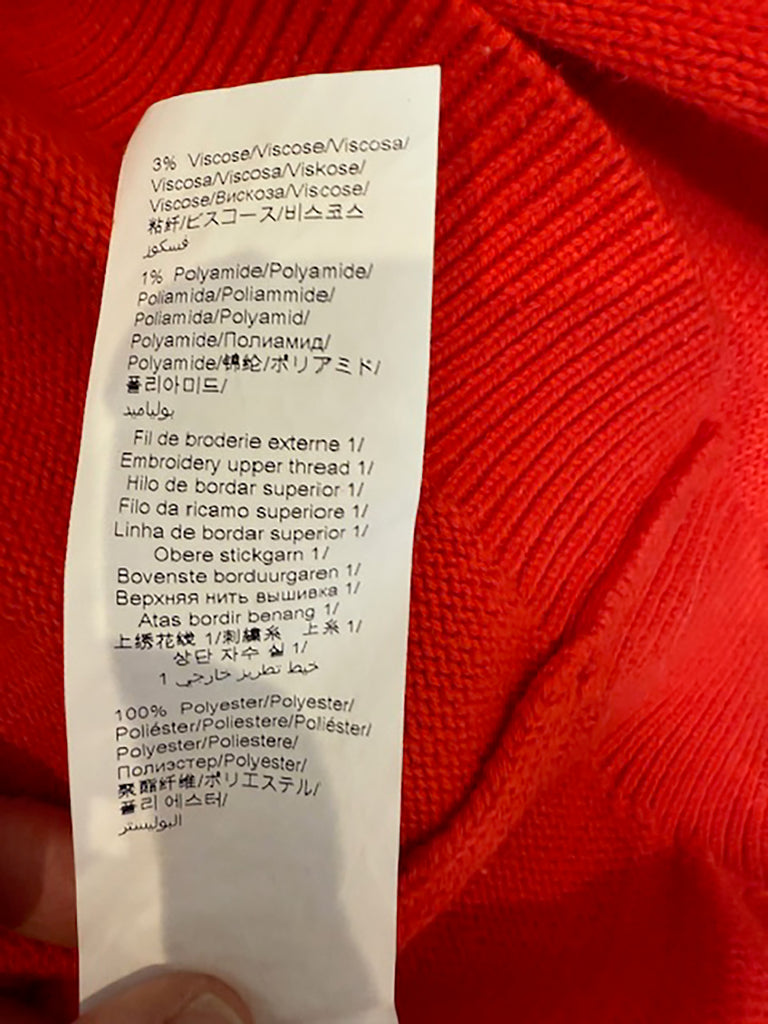 3% Viscose/Viscose/Viscosa/
Viscosa/Viscosa/Viskose/
Viscose/Вискоза/Viscose/
粘纤/ビスコース/비스코스
فسكوز
1% Polyamide/Polyamide/
Poliamida/Poliammide/
Poliamida/Polyamid/
Polyamide/Полиамид/
Polyamide/锦纶/ポリアミド/
폴리아미드/
بولياميد
Fil de broderie externe 1/
Embroidery upper thread 1/
Hilo de bordar superior 1/
Filo da ricamo superiore 1/
Linha de bordar superior 1/
Obere stickgarn 1/
Bovenste borduurgaren 1/
Верхняя нить вышивка 1/
Atas bordir benang 1/
上绣花线 1/刺繍糸 上糸 1/
상단 자수 실 1/
خيط تطريز خارجي 1
100% Polyester/Polyester/
Poliéster/Poliestere/Poliéster/
Polyester/Poliestere/
Полиэстер/Polyester/
聚酯纤维/ポリエステル/
폴리 에스터/
البوليستر